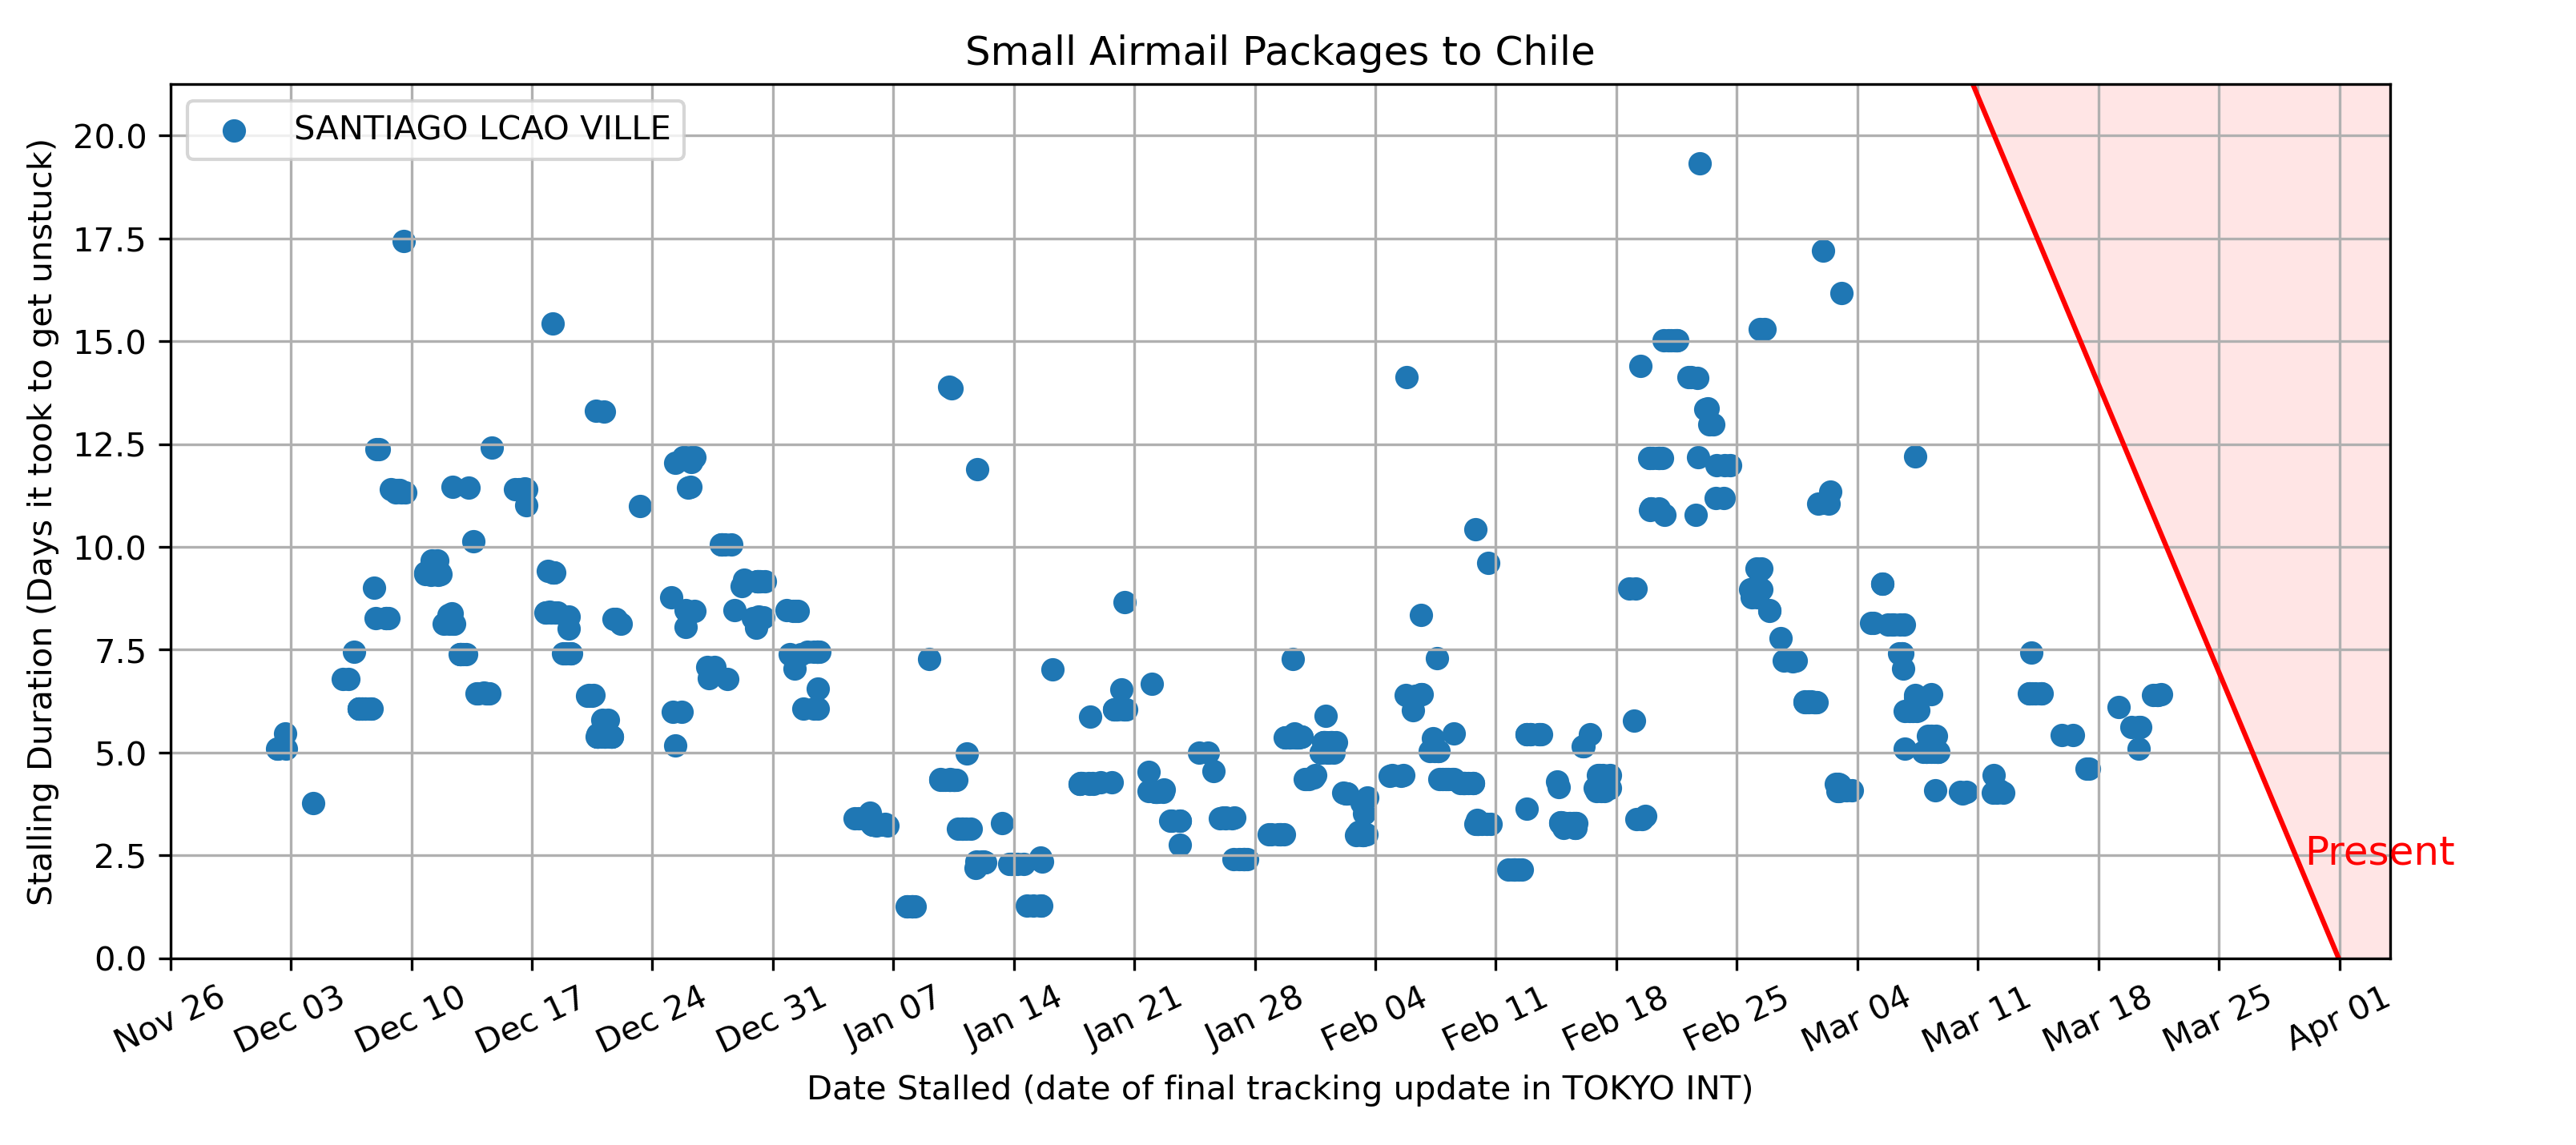 Small Airmail Packages to Chile
SANTIAGO LCAO VILLE
Stalling Duration (Days it took to get unstuck)
20.0
17.5
15.0
12.5
10.0
7.5
5.0
2.5
0.0
Present
Nov 26
Dec 03
Dec 10
Dec 17
Dec 24
Dec 31
Jan 07
Jan 14
Jan 21
Jan 28
Feb 04
Feb 11
Feb 18
Feb 25
Mar 04
Mar 11
Mar 18
Mar 25
Apr 01
Date Stalled (date of final tracking update in TOKYO INT)